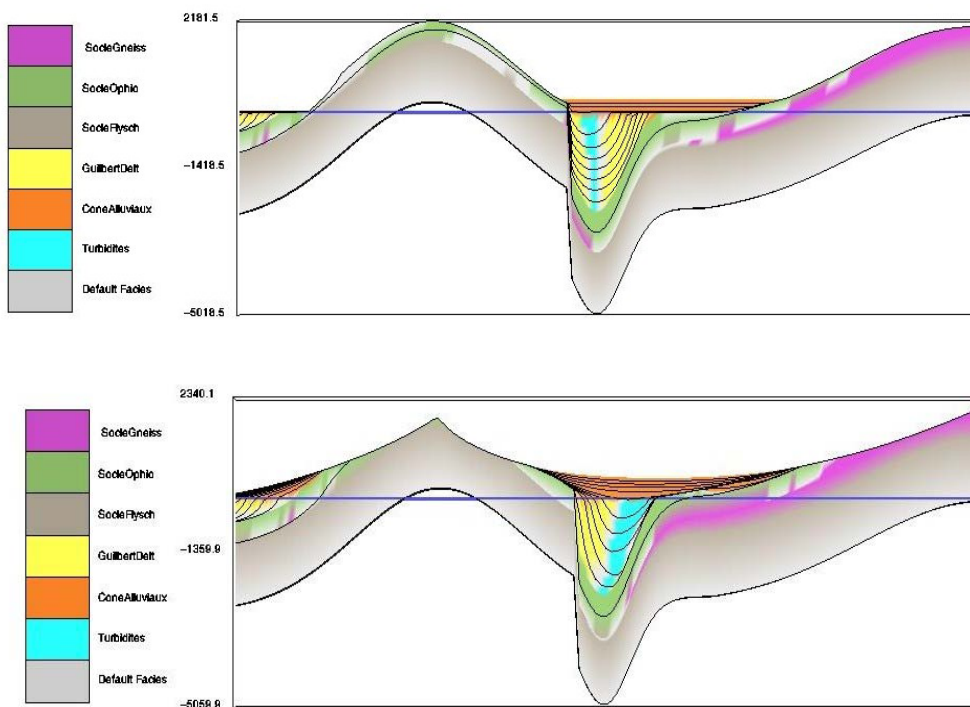 2181.5
SocleGneiss
SocleOphio
SocleFlysch
-1418.5
GuilbertDelt
ConeAlluviaux
Turbidites
Default Facies
-5018.5
2340.1
SocleGneiss
SocleOphio
SocleFlysch
-1359.9
GuilbertDelt
ConeAlluviaux
Turbidites
Default Facies
-5059.9